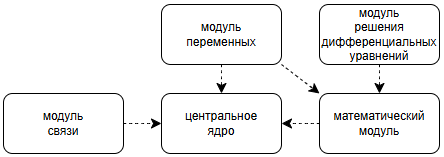 модуль
переменных
модуль
решения
дифференциальных
уравнений
модуль
связи
центральное
ядро
математический
модуль